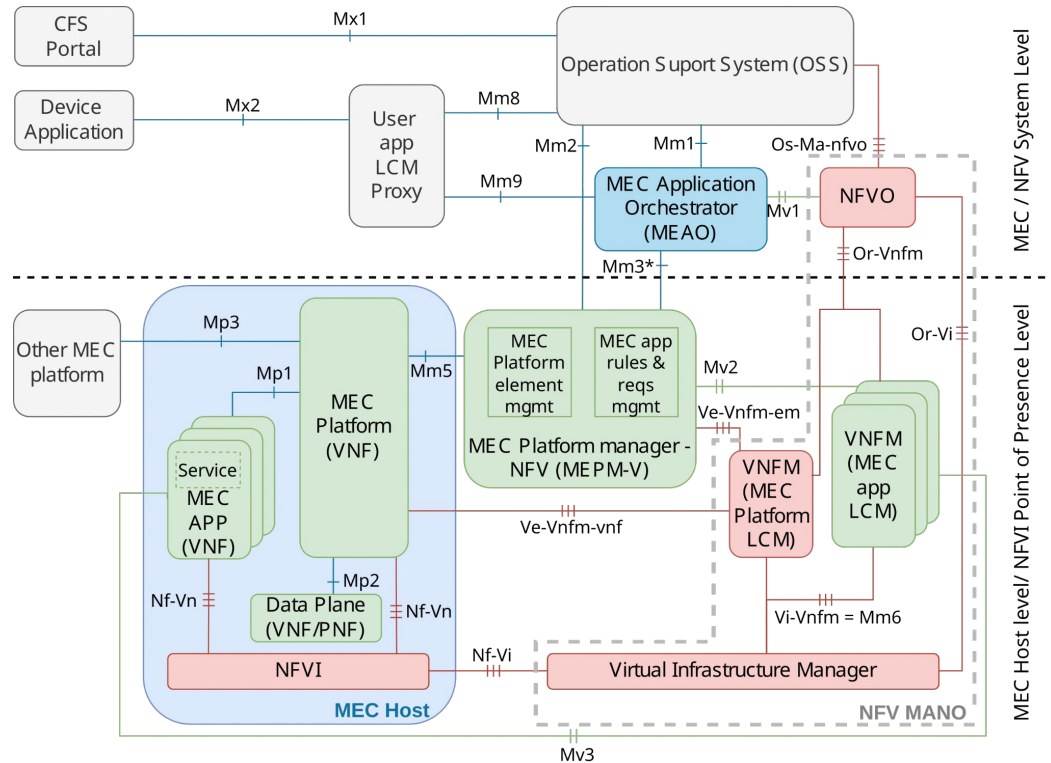 CFS
Portal
Mx1
Operation Suport System (OSS)
Device
Application
Mx2
User
app
LCM
Proxy
Mm8
Mm9
Mm2
Mm1
Os-Ma-nfvo
MEC Application
Orchestrator
(MEAO)
Mv1
NFVO
Mm3*
Or-Vnfm
Or-Vi
MEC / NFV System Level
Other MEC
platform
Mp3
Mp1
MEC
Platform
(VNF)
Mm5
MEC
Platform
element
mgmt
MEC app
rules &
reqs
mgmt
MEC Platform manager -
NFV (MEPM-V)
Mv2
Ve-Vnfm-em
VNFM
(MEC
Platform
LCM)
VNFM
(MEC
app
LCM)
Service
MEC
APP
(VNF)
Ve-Vnfm-vnf
Nf-Vn
Mp2
Nf-Vn
Data Plane
(VNF/PNF)
Vi-Vnfm = Mm6
NFVI
Nf-Vi
Virtual Infrastructure Manager
MEC Host
NFV MANO
Mv3
MEC Host level/ NFVI Point of Presence Level